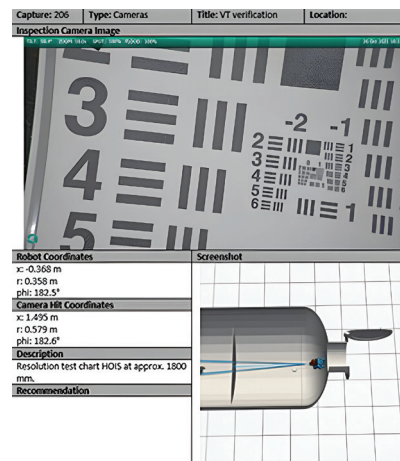 Capture: 206 Type: Cameras Title: VT verification Location:
Inspection Camera Image
3
4
5
-2 -1
2 1
3
4
5
6 1
Robot Coordinates
x: -0.368 m
r: 0.358 m
phi: 182.5°
Camera Hit Coordinates
x: 1.495 m
r: 0.579 m
phi: 182.6°
Description
Resolution test chart HOIS at approx. 1800
mm.
Recommendation
Screenshot